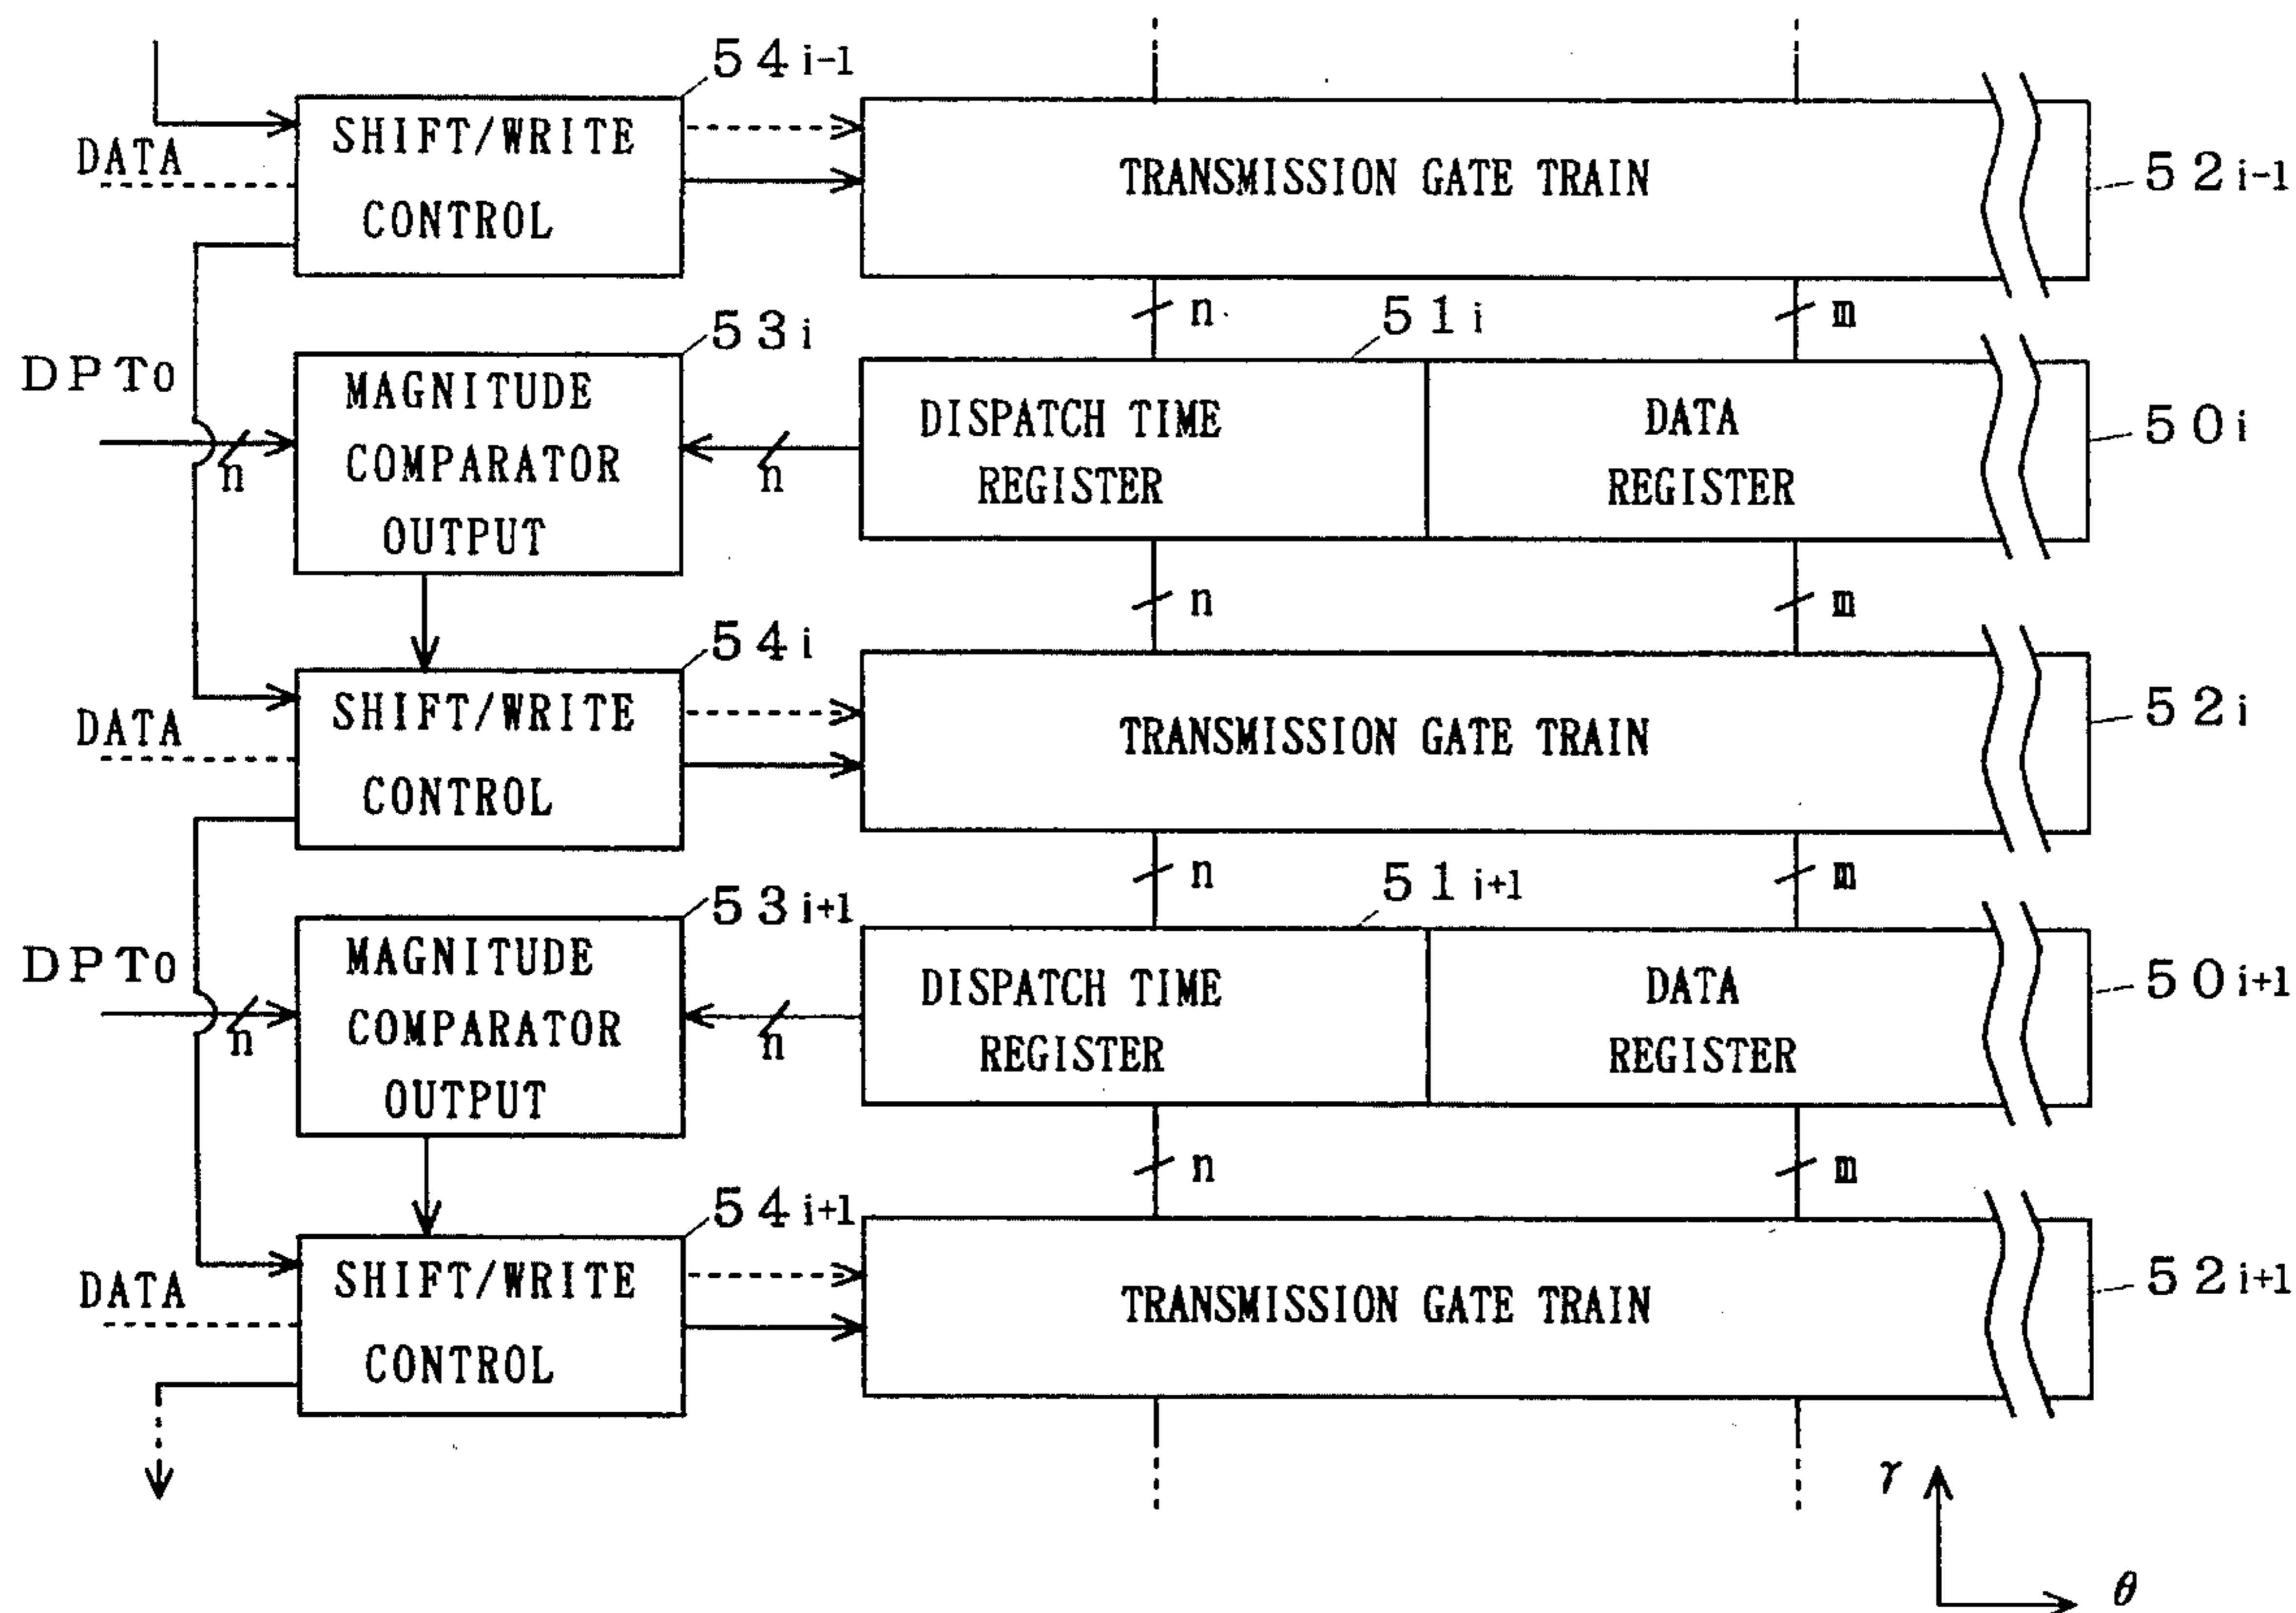 54i-1
SHIFT/WRITE
CONTROL
DATA
TRANSMISSION GATE TRAIN
52i-1
n
m
53i
51i
DPT0
MAGNITUDE
COMPARATOR
OUTPUT
n
n
DISPATCH TIME
REGISTER
DATA
REGISTER
50i
n
m
54i
SHIFT/WRITE
CONTROL
DATA
TRANSMISSION GATE TRAIN
52i
n
m
53i+1
51i+1
DPT0
MAGNITUDE
COMPARATOR
OUTPUT
n
n
DISPATCH TIME
REGISTER
DATA
REGISTER
50i+1
n
m
54i+1
SHIFT/WRITE
CONTROL
DATA
TRANSMISSION GATE TRAIN
52i+1
γ
θ